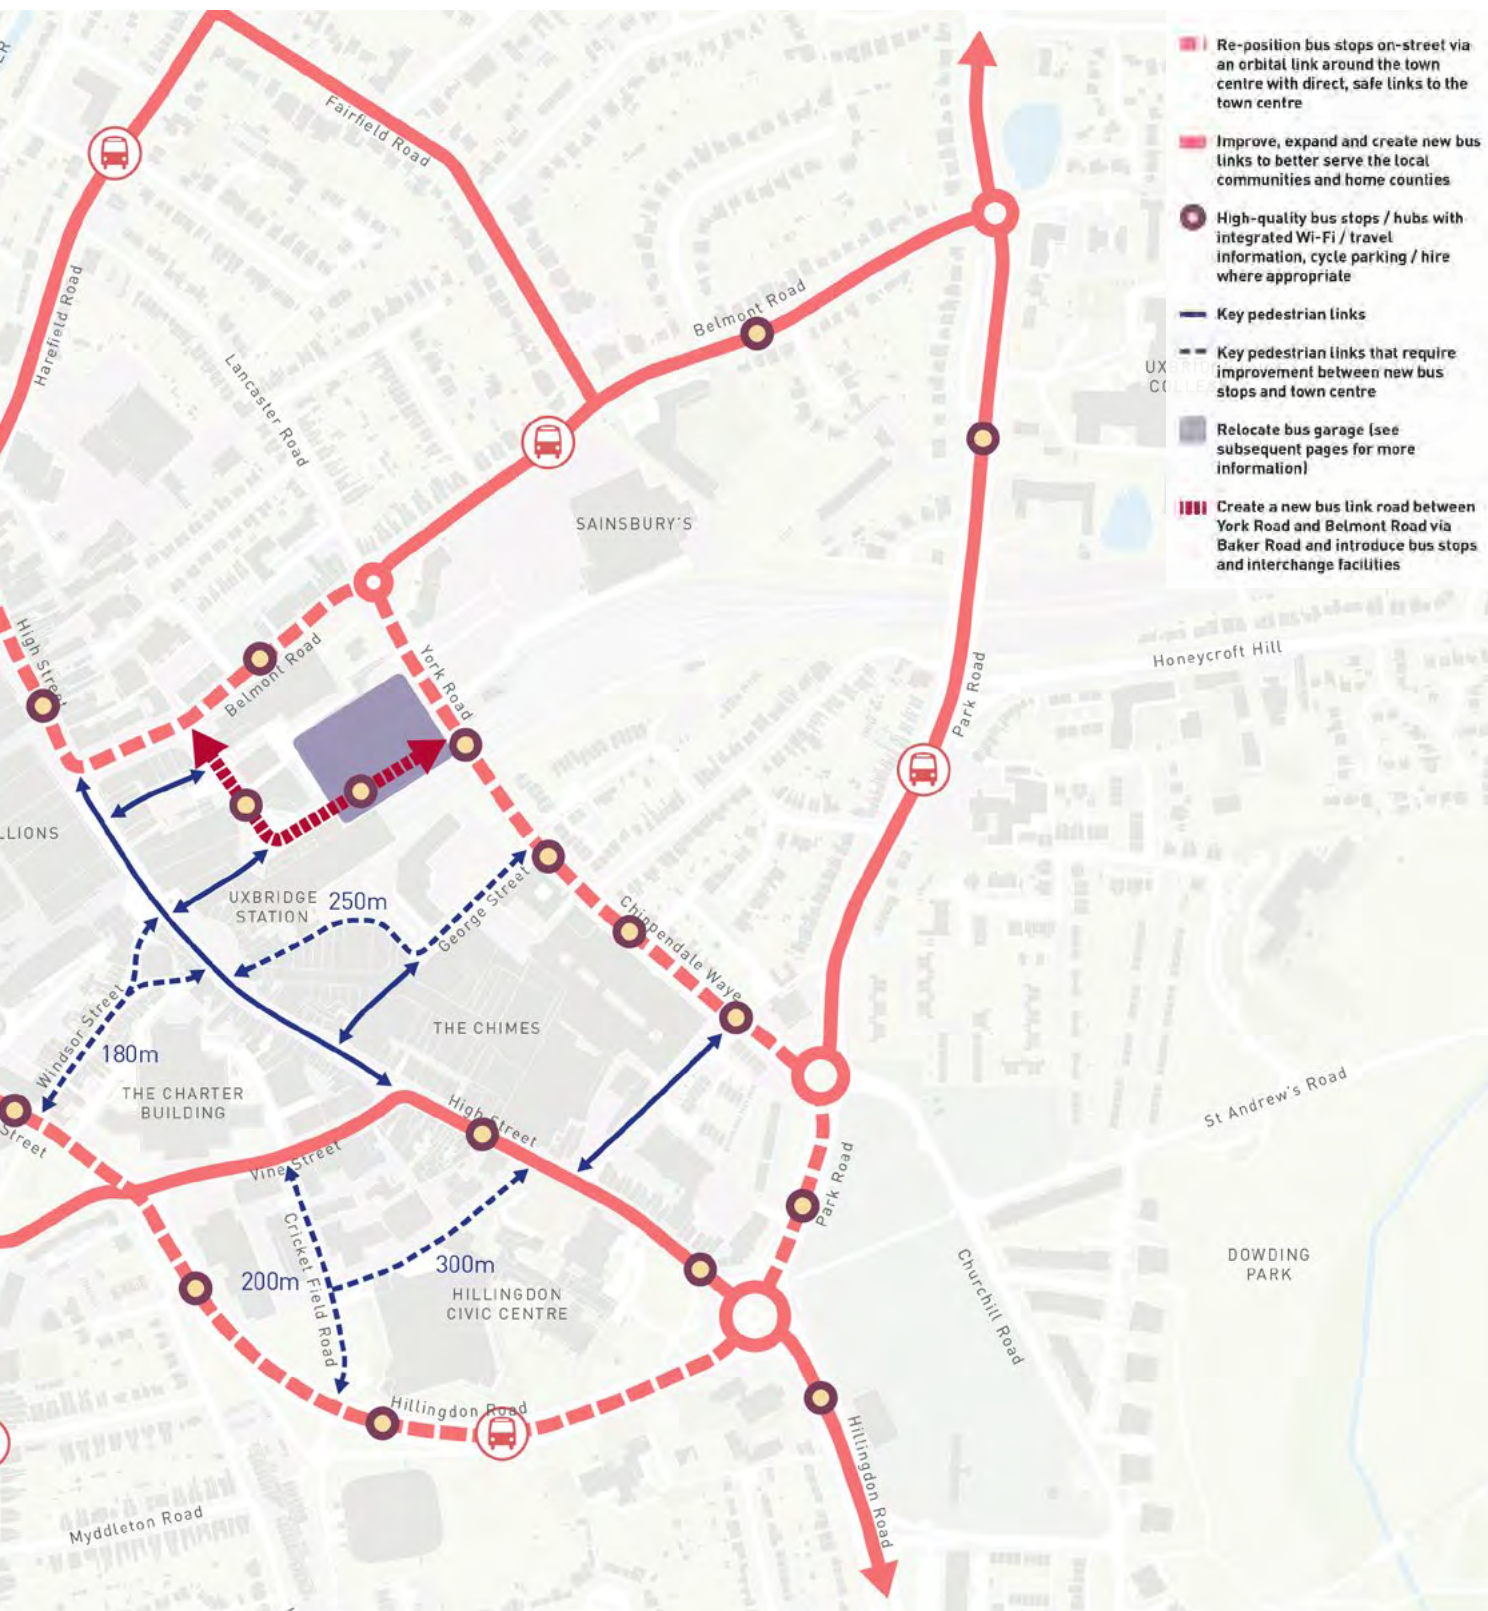 Re-position bus stops on-street via
an orbital link around the town
centre with direct, safe links to the
town centre
Improve, expand and create new bus
links to better serve the local
communities and home counties
High-quality bus stops / hubs with
integrated Wi-Fi / travel
information, cycle parking / hire
where appropriate
Key pedestrian links
Key pedestrian links that require
improvement between new bus
stops and town centre
Relocate bus garage (see
subsequent pages for more
information)
Create a new bus link road between
York Road and Belmont Road via
Baker Road and introduce bus stops
and interchange facilities
ER
Fairfield Road
Harefield Road
Lancaster Road
Belmont Road
SAINSBURY'S
High Street
Belmont Road
York Road
Park Road
Honeycroft Hill
LLIONS
UXBRIDGE
STATION
250m
George Street
Chippendale Waye
Windsor Street
180m
THE CHIMES
THE CHARTER
BUILDING
Street
High Street
Vine Street
Park Road
St Andrew's Road
Cricket Field Road
200m
300m
HILLINGDON
CIVIC CENTRE
Churchill Road
DOWDING
PARK
Hillingdon Road
Hillingdon Road
Myddleton Road